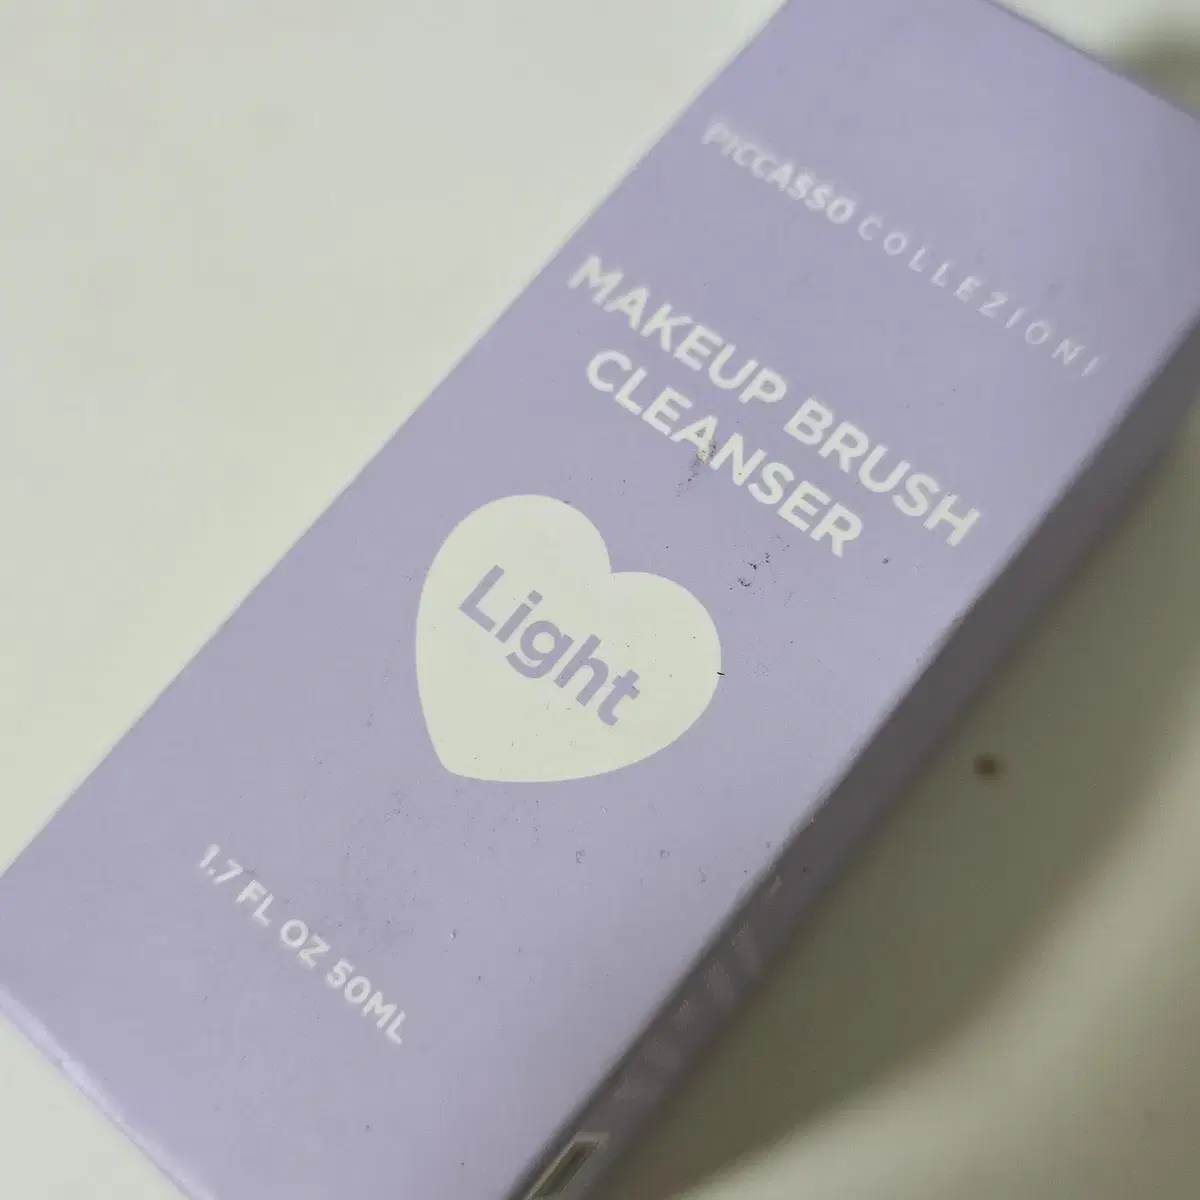 PICCASSO COLLEZIONI
MAKEUP BRUSH
CLEANSER
Light
1.7 FL OZ 50ML